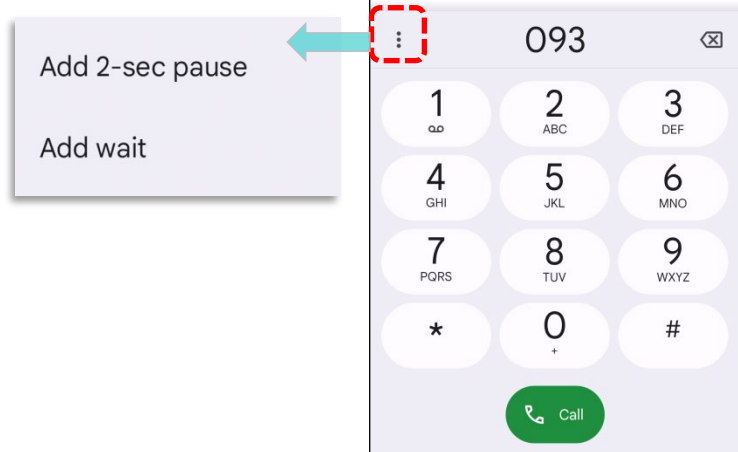 Add 2-sec pause
Add wait
093
1 2 3
ABC DEF
4 5 6
GHI JKL MNO
7 8 9
PQRS TUV WXYZ
* 0 #
+
Call